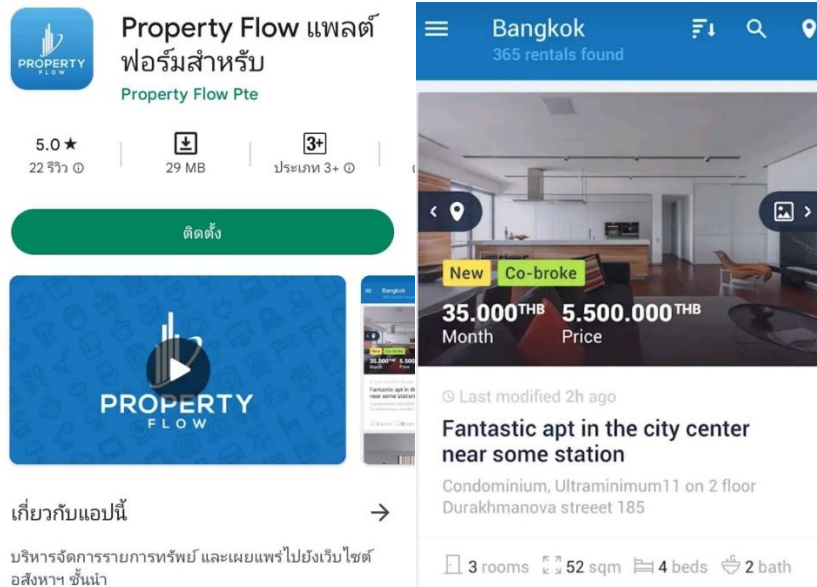 PROPERTY
FLOW
Property Flow แพลต์
ฟอร์มสำหรับ
Property Flow Pte
5.0★
22 รีวิว
29 MB
3+
ประเภท 3+
ติดตั้ง
PROPERTY
FLOW
Bangkok
New Co-broke
เกี่ยวกับแอปนี้
บริหารจัดการรายการทรัพย์ และเผยแพร่ไปยังเว็บไซต์
อสังหาฯ ชั้นนำ
Bangkok
365 rentals found
New Co-broke
35.000THB 5.500.000THB
Month Price
Last modified 2h ago
Fantastic apt in the city center
near some station
Condominium, Ultraminimum11 on 2 floor
Durakhmanova streeet 185
3 rooms 52 sqm 4 beds 2 bath